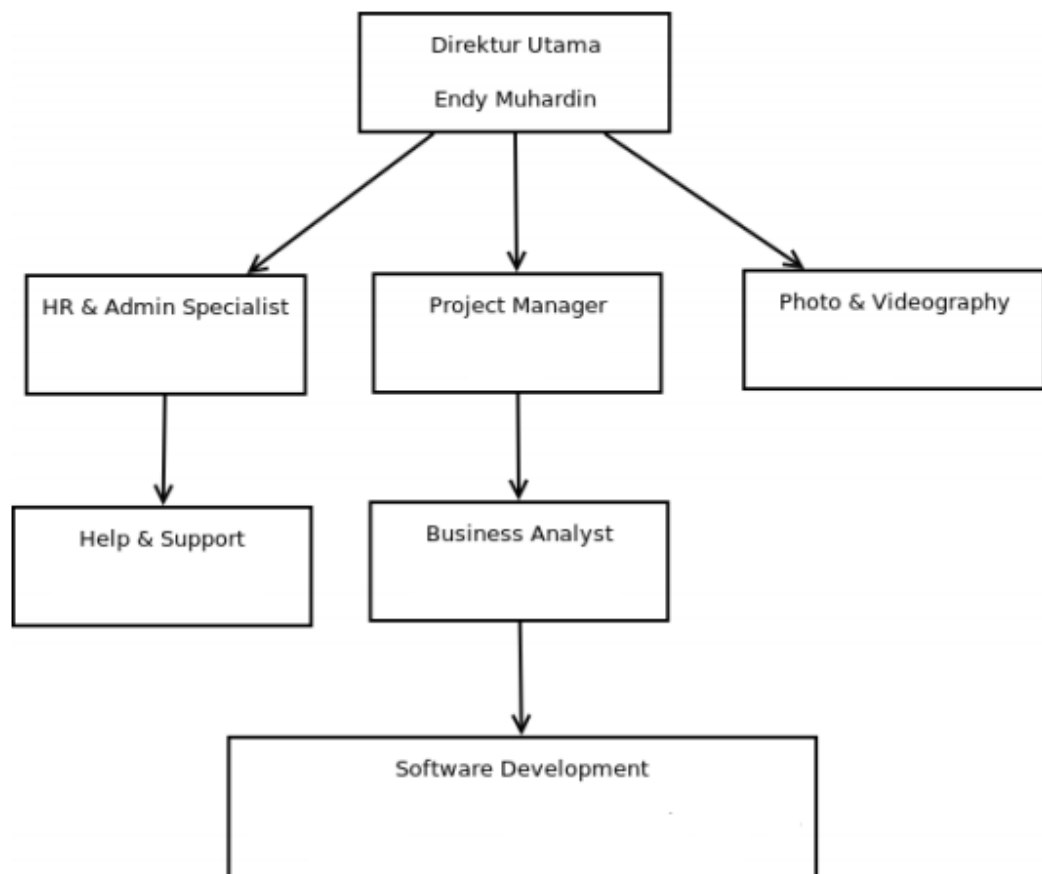 Direktur Utama
Endy Muhardin
HR & Admin Specialist
Project Manager
Photo & Videography
Help & Support
Business Analyst
Software Development